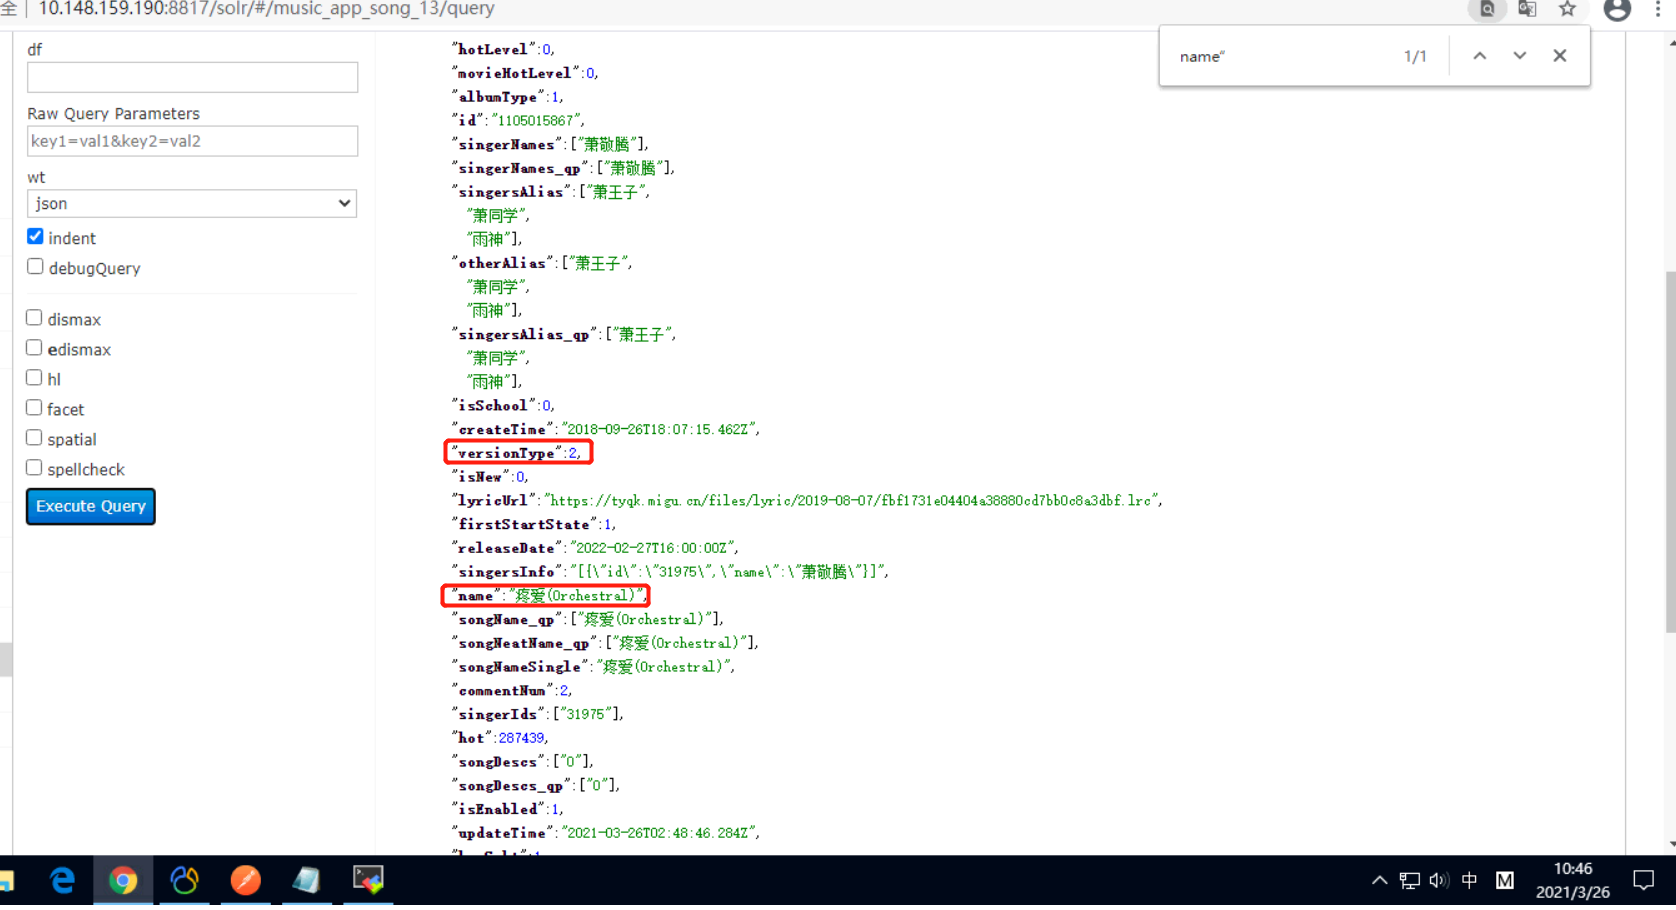 全 | 10.148.159.190:8817/solr/#/music_app_song_13/query
name“ 1/1
df
Raw Query Parameters
key1=val1&key2=val2
wt
json
indent
debugQuery
dismax
edismax
hl
facet
spatial
spellcheck
Execute Query
"hotLevel":0,
"movieHotLevel":0,
"albumType":1,
"id":"1105015867",
"singerNames":["萧敬腾"],
"singerNames_qp":["萧敬腾"],
"singersAlias":["萧王子",
"萧同学",
"雨神"],
"otherAlias":["萧王子",
"萧同学",
"雨神"],
"singersAlias_qp":["萧王子",
"萧同学",
"雨神"],
"isSchool":0,
"createTime":"2018-09-26T18:07:15.462Z",
"versionType":2,
"isNew":0,
"lyricUrl":"https://tyqk.migu.cn/files/lyric/2019-08-07/fbf1731e04404a38880cd7bb0c8a3dbf.lrc",
"firstStartState":1,
"releaseDate":"2022-02-27T16:00:00Z",
"singersInfo":"[{\"id\":\"31975\",\"name\":\"萧敬腾\"}]",
"name":"疼爱(Orchestral)",
"songName_qp":["疼爱(Orchestral)"],
"songNeatName_qp":["疼爱(Orchestral)"],
"songNameSingle":"疼爱(Orchestral)",
"commentNum":2,
"singerIds":["31975"],
"hot":287439,
"songDescs":["0"],
"songDescs_qp":["0"],
"isEnabled":1,
"updateTime":"2021-03-26T02:48:46.284Z",
中 M
10:46
2021/3/26